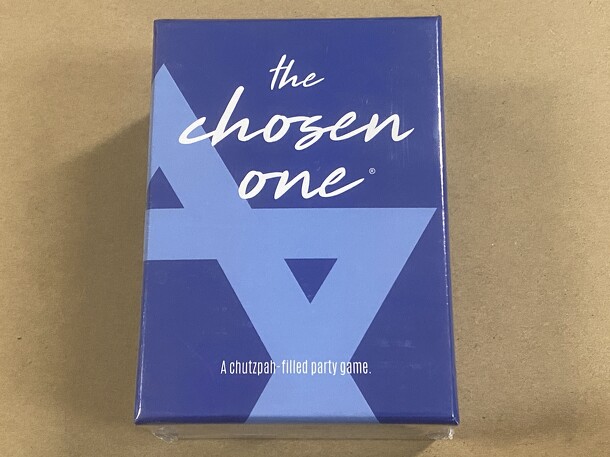 the
chosen
one®
A chutzpah-filled party game.